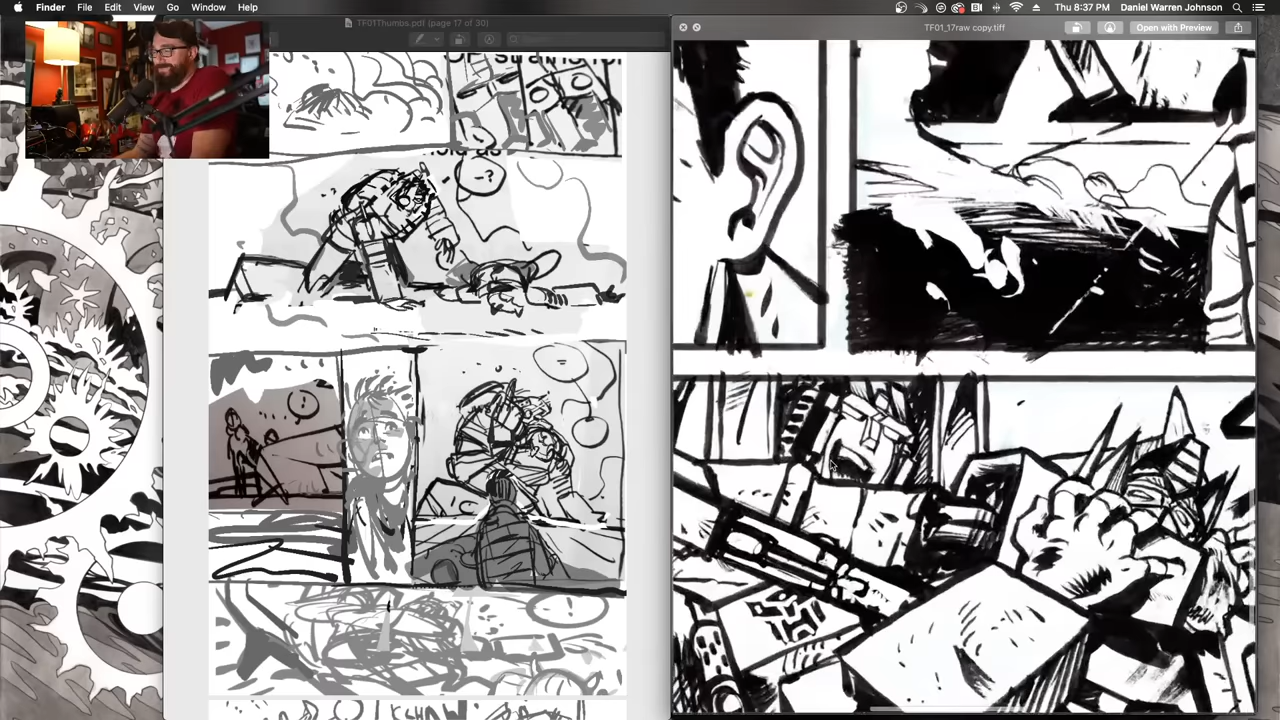 Finder File Edit View Go Window Help
Thu 8:37 PM Daniel Warren Johnson
TF01Thumbs.pdf (page 17 of 30)
TF01_17raw copy.tiff
Open with Preview
-?
!
KSHAW